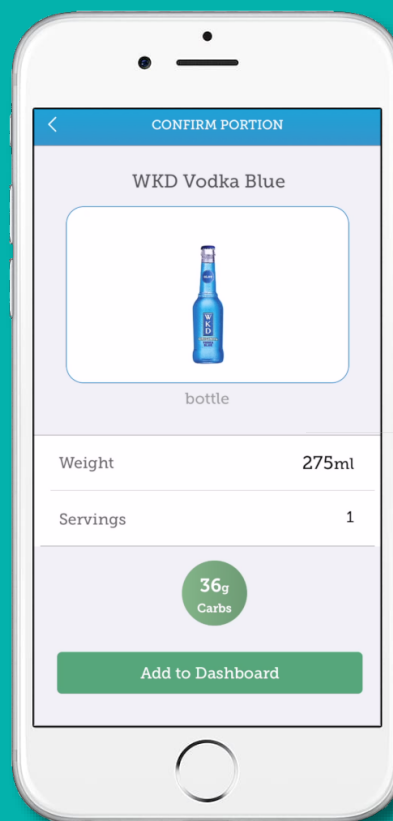 CONFIRM PORTION
WKD Vodka Blue
WKD
bottle
Weight 275ml
Servings 1
36g
Carbs
Add to Dashboard